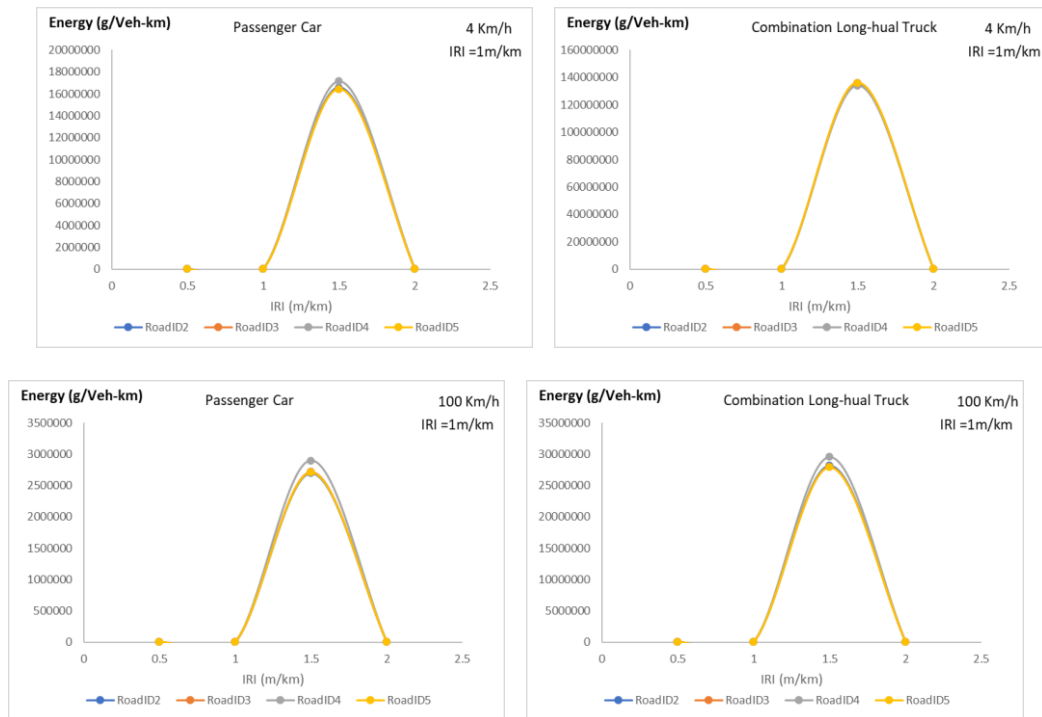 Energy (g/Veh-km)
Passenger Car
4 Km/h
IRI =1m/km
20000000
18000000
16000000
14000000
12000000
10000000
8000000
6000000
4000000
2000000
0
0 0.5 1 1.5 2 2.5
IRI (m/km)
RoadID2 RoadID3 RoadID4 RoadID5
Energy (g/Veh-km)
Combination Long-hual Truck
4 Km/h
IRI =1m/km
160000000
140000000
120000000
100000000
80000000
60000000
40000000
20000000
0
0 0.5 1 1.5 2 2.5
IRI (m/km)
RoadID2 RoadID3 RoadID4 RoadID5
Energy (g/Veh-km)
Passenger Car
100 Km/h
IRI =1m/km
3500000
3000000
2500000
2000000
1500000
1000000
500000
0
0 0.5 1 1.5 2 2.5
IRI (m/km)
RoadID2 RoadID3 RoadID4 RoadID5
Energy (g/Veh-km)
Combination Long-hual Truck
100 Km/h
IRI =1m/km
35000000
30000000
25000000
20000000
15000000
10000000
5000000
0
0 0.5 1 1.5 2 2.5
IRI (m/km)
RoadID2 RoadID3 RoadID4 RoadID5